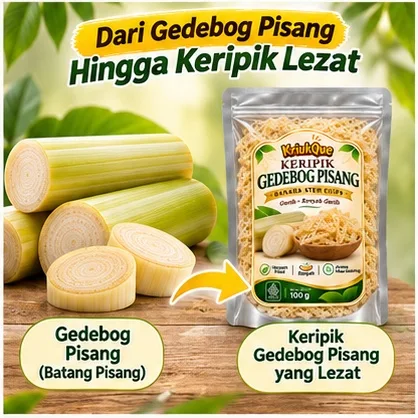 Dari Gedebog Pisang
Hingga Keripik Lezat
KriukQue
KERIPIK
GEDEBOG PISANG
BANANA STEM CHIPS
100 g
Gedebog
Pisang
(Batang Pisang)
Keripik
Gedebog Pisang
yang Lezat